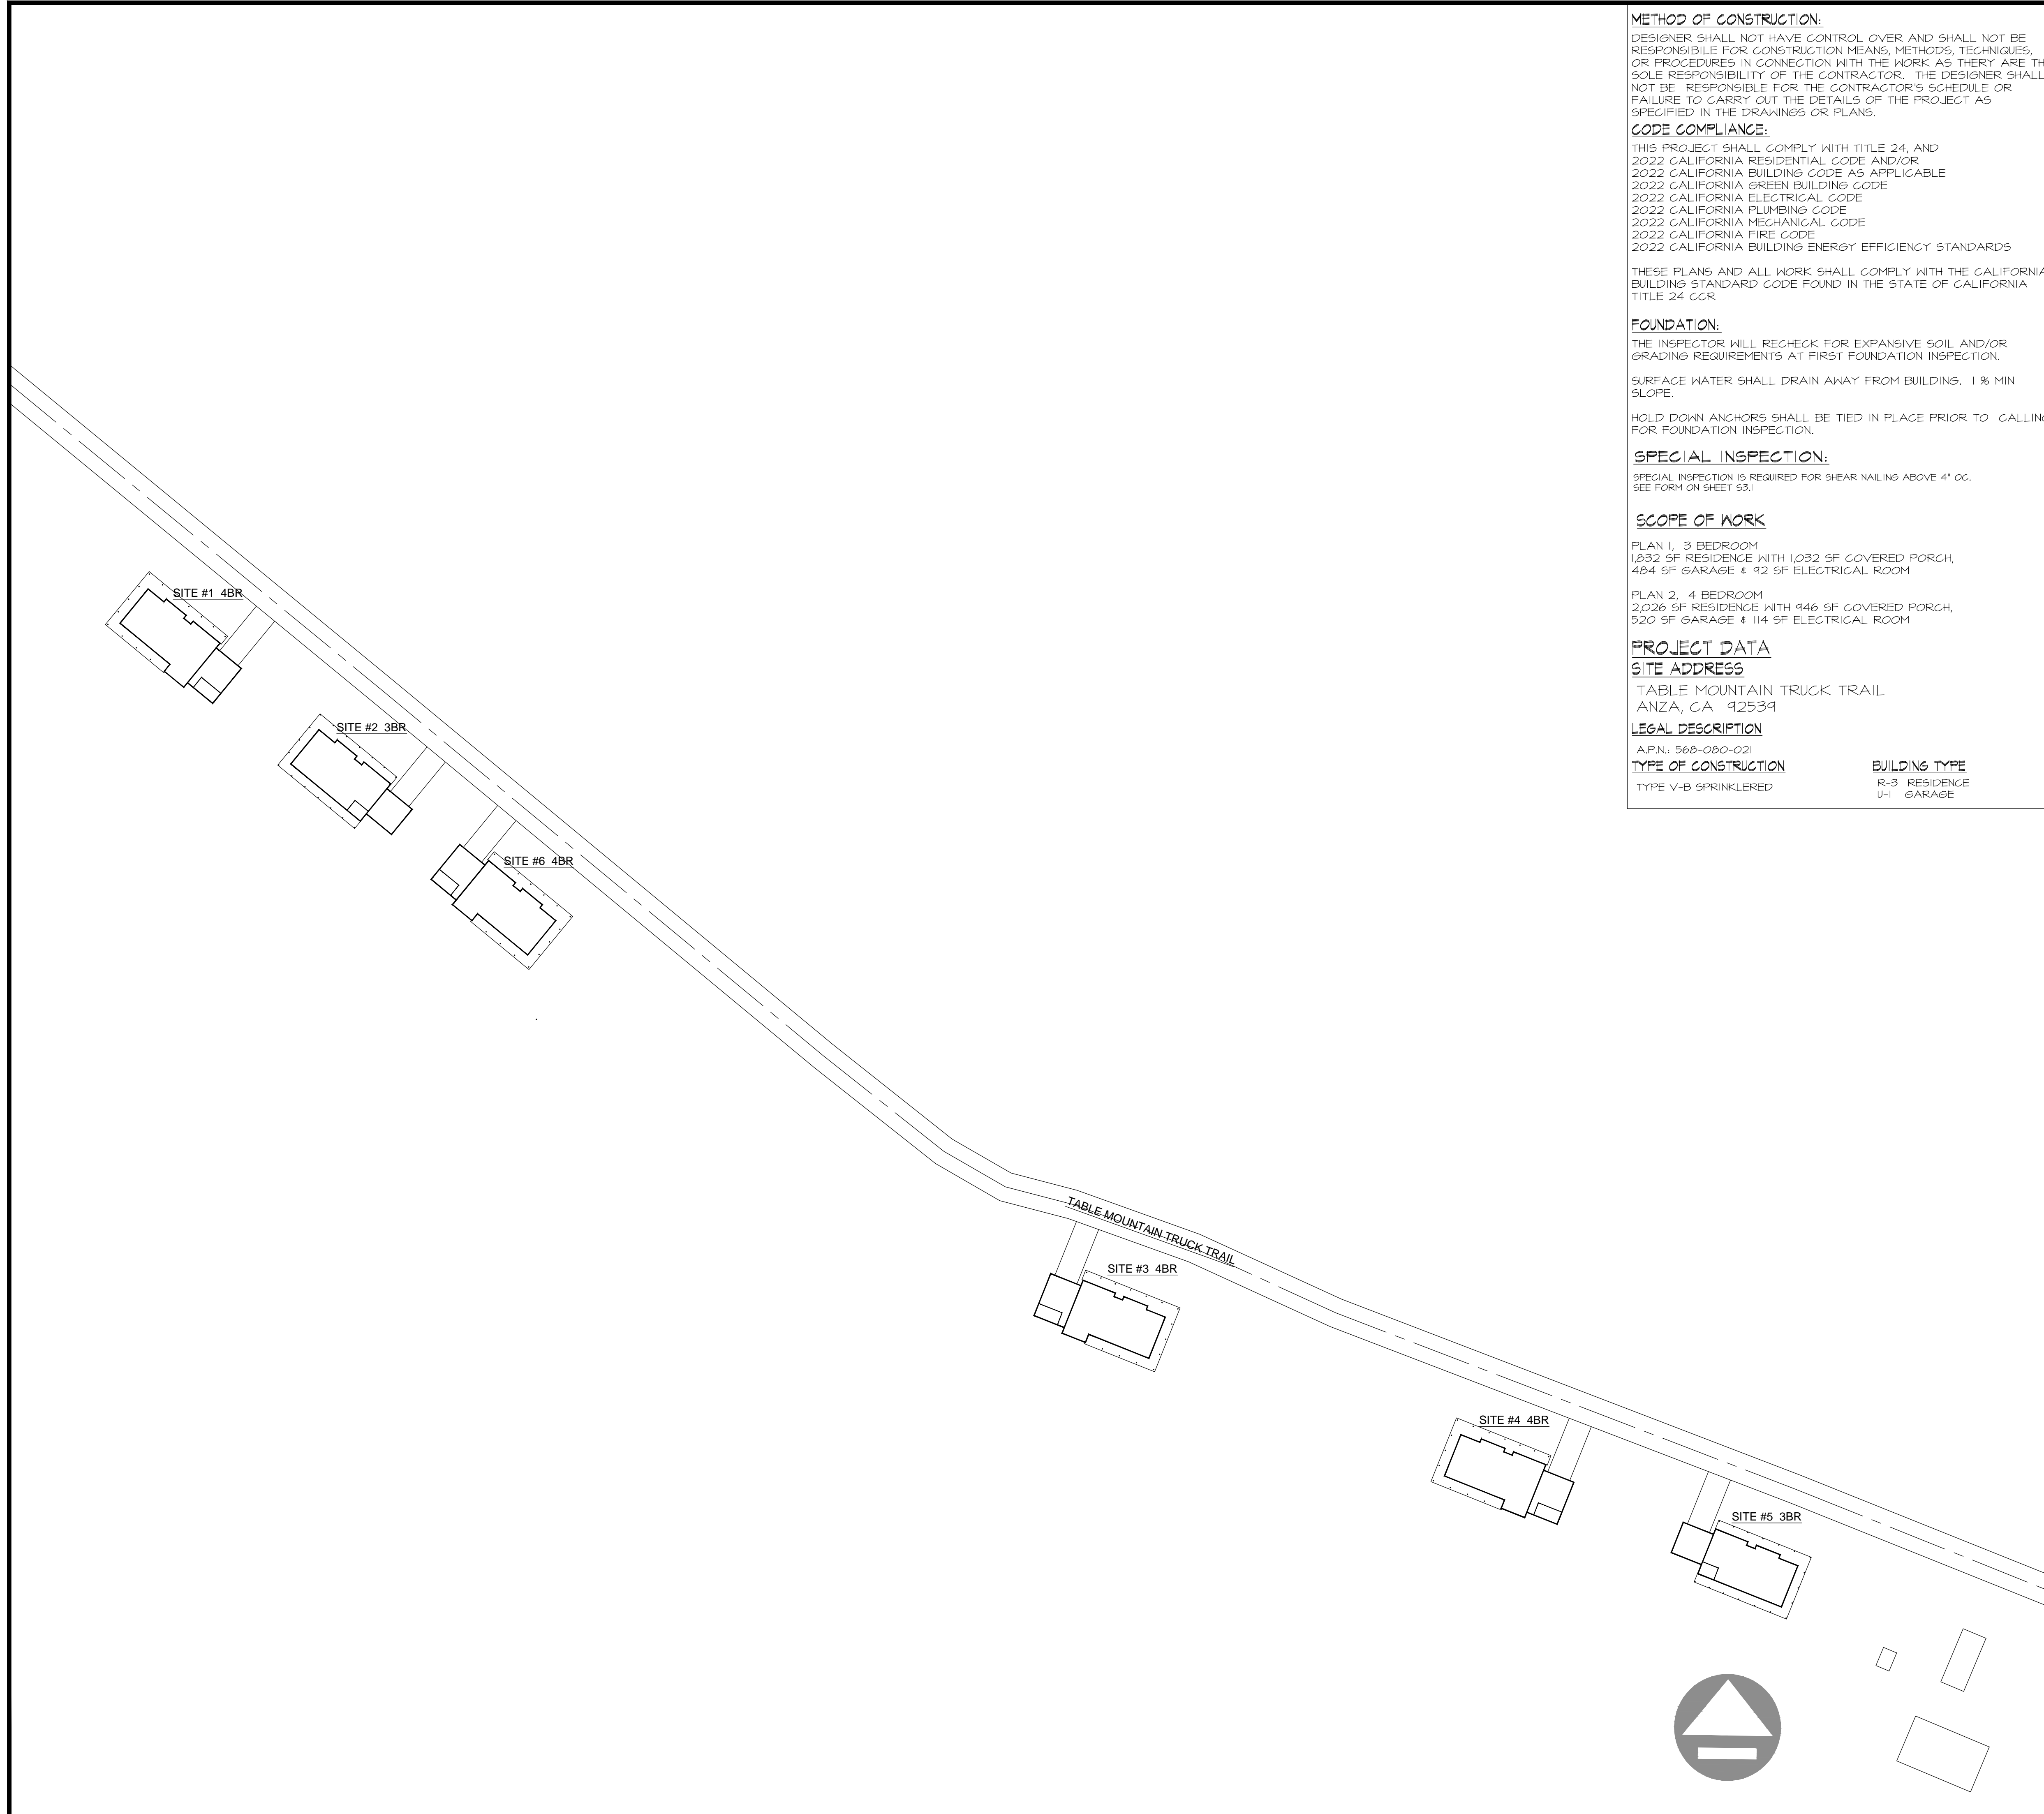 METHOD OF CONSTRUCTION:
DESIGNER SHALL NOT HAVE CONTROL OVER AND SHALL NOT BE
RESPONSIBILE FOR CONSTRUCTION MEANS, METHODS, TECHNIQUES,
OR PROCEDURES IN CONNECTION WITH THE WORK AS THERY ARE TH
SOLE RESPONSIBILITY OF THE CONTRACTOR. THE DESIGNER SHALL
NOT BE RESPONSIBLE FOR THE CONTRACTOR'S SCHEDULE OR
FAILURE TO CARRY OUT THE DETAILS OF THE PROJECT AS
SPECIFIED IN THE DRAWINGS OR PLANS.
CODE COMPLIANCE:
THIS PROJECT SHALL COMPLY WITH TITLE 24, AND
2022 CALIFORNIA RESIDENTIAL CODE AND/OR
2022 CALIFORNIA BUILDING CODE AS APPLICABLE
2022 CALIFORNIA GREEN BUILDING CODE
2022 CALIFORNIA ELECTRICAL CODE
2022 CALIFORNIA PLUMBING CODE
2022 CALIFORNIA MECHANICAL CODE
2022 CALIFORNIA FIRE CODE
2022 CALIFORNIA BUILDING ENERGY EFFICIENCY STANDARDS
THESE PLANS AND ALL WORK SHALL COMPLY WITH THE CALIFORNIA
BUILDING STANDARD CODE FOUND IN THE STATE OF CALIFORNIA
TITLE 24 CCR
FOUNDATION:
THE INSPECTOR WILL RECHECK FOR EXPANSIVE SOIL AND/OR
GRADING REQUIREMENTS AT FIRST FOUNDATION INSPECTION.
SURFACE WATER SHALL DRAIN AWAY FROM BUILDING. 1 % MIN
SLOPE.
HOLD DOWN ANCHORS SHALL BE TIED IN PLACE PRIOR TO CALLING
FOR FOUNDATION INSPECTION.
SPECIAL INSPECTION:
SPECIAL INSPECTION IS REQUIRED FOR SHEAR NAILING ABOVE 4" OC.
SEE FORM ON SHEET S3.1
SCOPE OF WORK
PLAN 1, 3 BEDROOM
1,832 SF RESIDENCE WITH 1,032 SF COVERED PORCH,
484 SF GARAGE & 92 SF ELECTRICAL ROOM
PLAN 2, 4 BEDROOM
2,026 SF RESIDENCE WITH 946 SF COVERED PORCH,
520 SF GARAGE & 114 SF ELECTRICAL ROOM
PROJECT DATA
SITE ADDRESS
TABLE MOUNTAIN TRUCK TRAIL
ANZA, CA 92539
LEGAL DESCRIPTION
A.P.N.: 568-080-021
TYPE OF CONSTRUCTION
TYPE V-B SPRINKLERED
BUILDING TYPE
R-3 RESIDENCE
U-1 GARAGE
SITE #1 4BR
SITE #2 3BR
SITE #6 4BR
TABLE MOUNTAIN TRUCK TRAIL
SITE #3 4BR
SITE #4 4BR
SITE #5 3BR